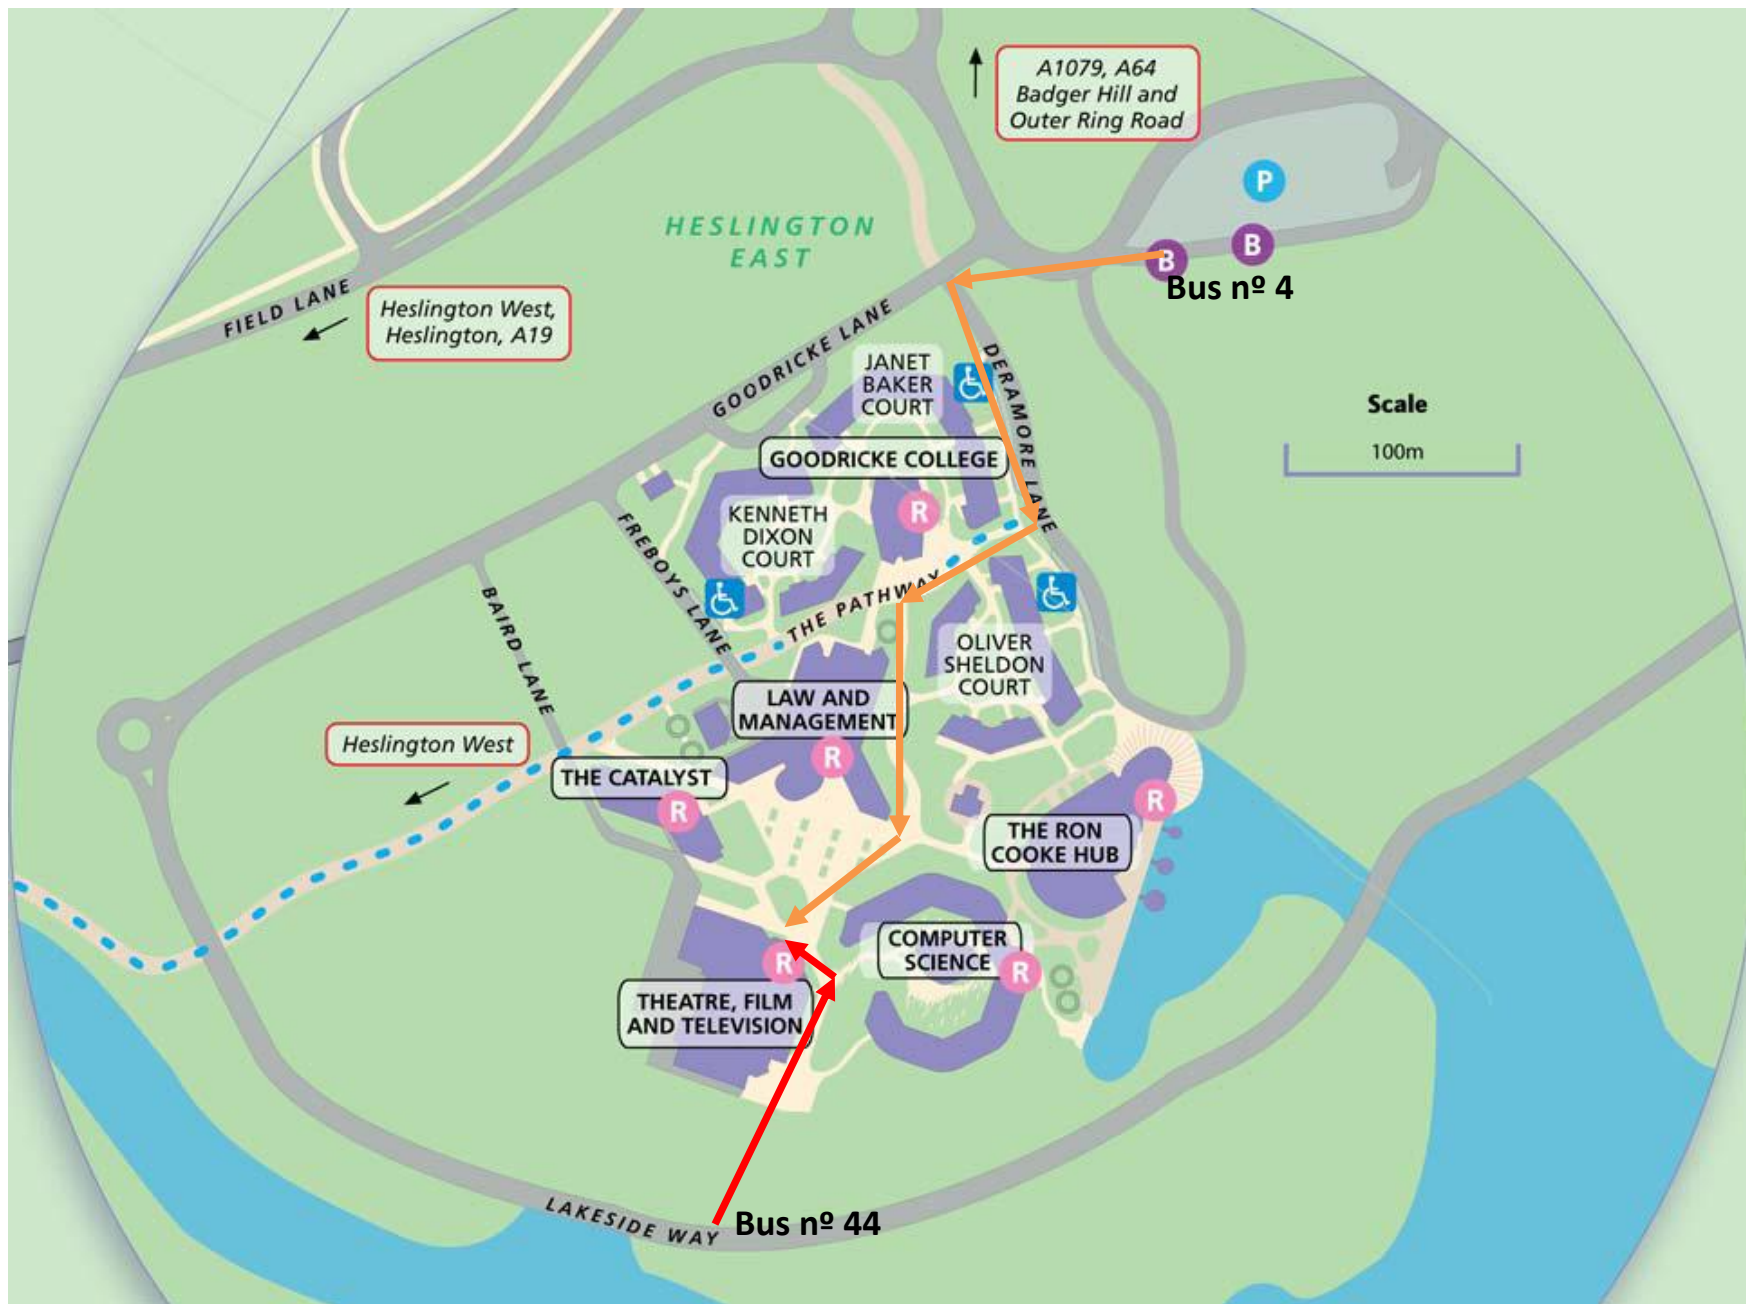 A1079, A64
Badger Hill and
Outer Ring Road
P
B
B
Bus nº 4
HESLINGTON
EAST
FIELD LANE
Heslington West,
Heslington, A19
GOODRICKE LANE
JANET
BAKER
COURT
DERAMORE LANE
Scale
100m
GOODRICKE COLLEGE
R
KENNETH
DIXON
COURT
FREBOYS LANE
THE PATHWAY
BAIRD LANE
OLIVER
SHELDON
COURT
LAW AND
MANAGEMENT
R
Heslington West
THE CATALYST
R
R
THE RON
COOKE HUB
COMPUTER
SCIENCE
R
R
THEATRE, FILM
AND TELEVISION
LAKESIDE WAY
Bus nº 44